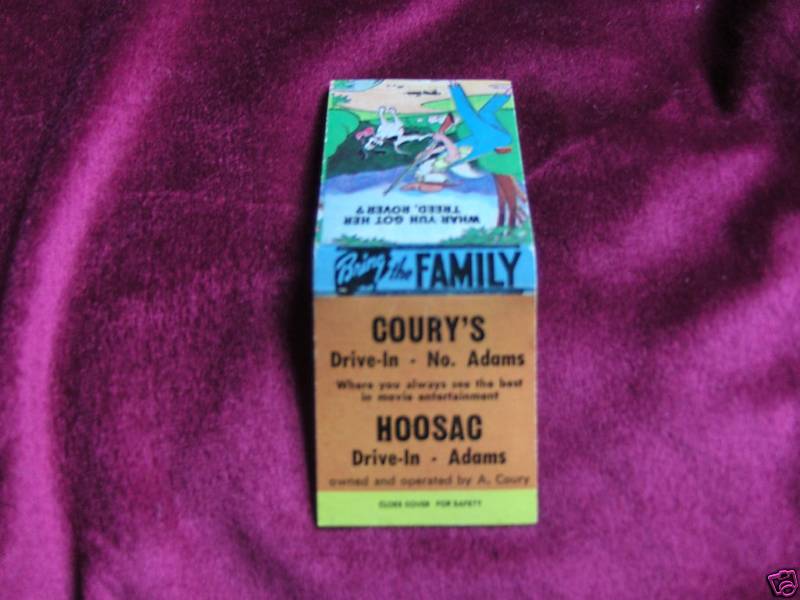 WHAR YUH GOT HER
TREED, ROVER?
Bring the FAMILY
COURY'S
Drive-In - No. Adams
Where you always see the best
in movie entertainment
HOOSAC
Drive-In - Adams
owned and operated by A. Coury
CLOSE COVER FOR SAFETY